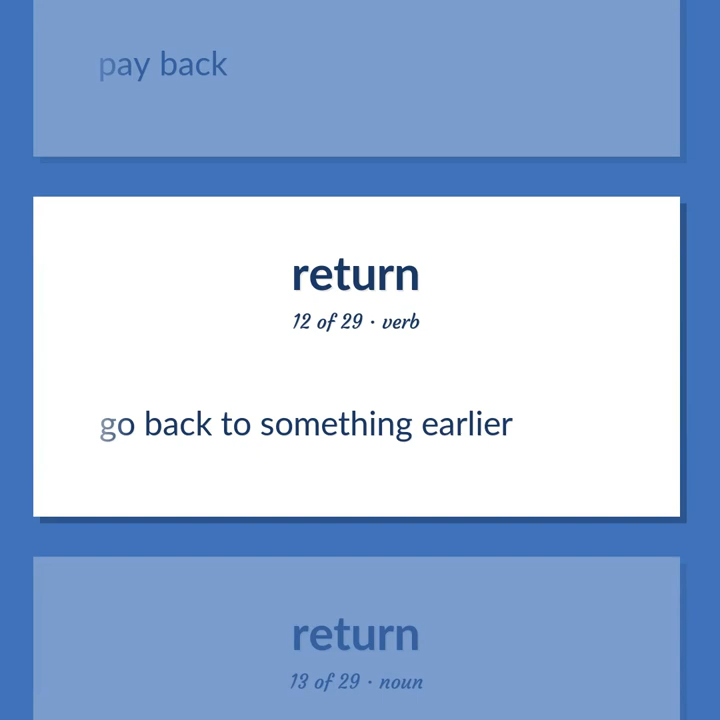 pay back
return
12 of 29 · verb
go back to something earlier
return
13 of 29 · noun